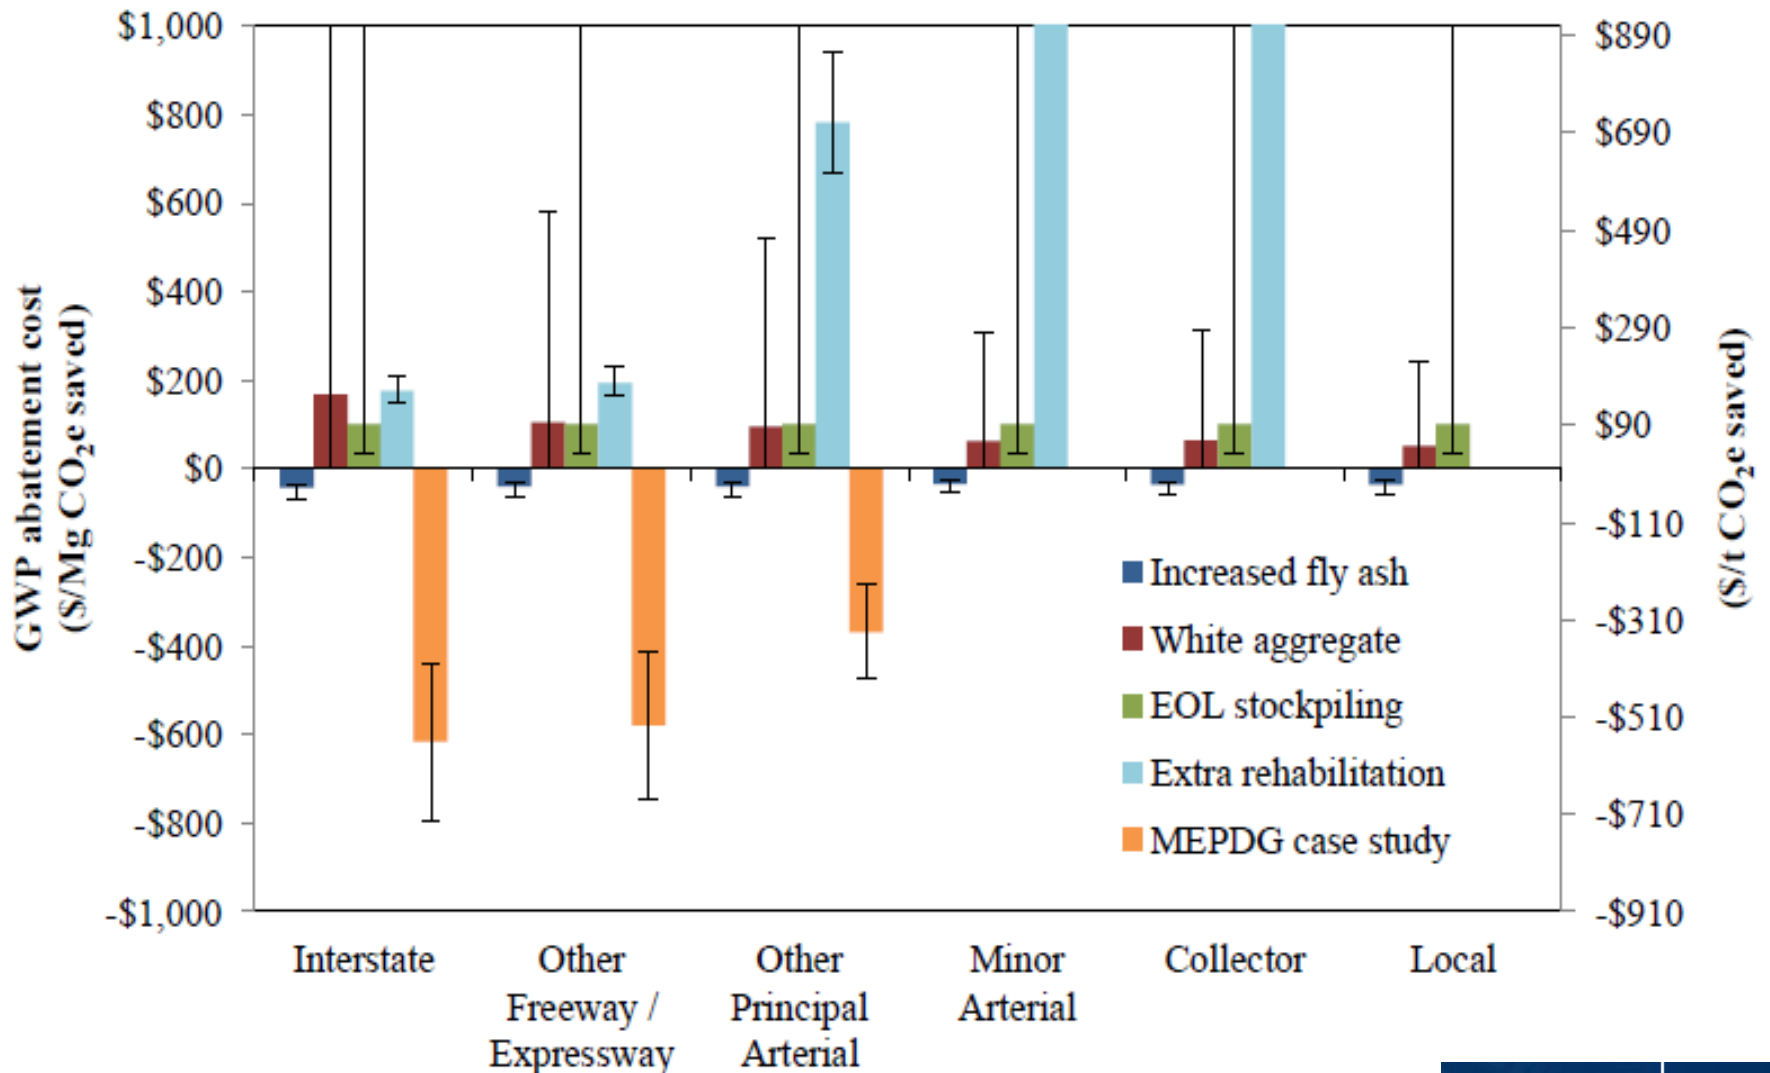 GWP abatement cost
($/Mg CO₂e saved)
$1,000
$800
$600
$400
$200
$0
-$200
-$400
-$600
-$800
-$1,000
$890
$690
$490
$290
$90
-$110
-$310
-$510
-$710
-$910
($/t CO₂e saved)
Increased fly ash
White aggregate
EOL stockpiling
Extra rehabilitation
MEPDG case study
Interstate
Other
Freeway /
Expressway
Other
Principal
Arterial
Minor
Arterial
Collector
Local